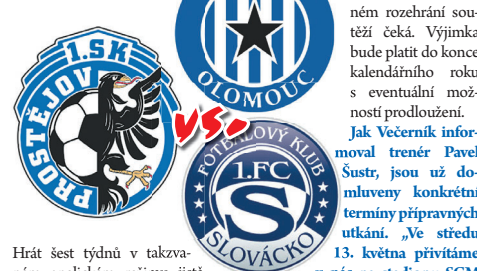 1.SK
PROSTĚJOV
OLOMOUC
vs.
FOTBALOVÝ KLUB
1.FC
S
SLOVÁCKO
Hrát šest týdnů v takzva-
ném rozehrání sou-
těží čeká. Výjimka
bude platit do konce
kalendářního roku
s eventuální mož-
ností prodloužení.
Jak Večerník infor-
moval trenér Pavel
Šustr, jsou už do-
mluveny konkrétní
termíny přípravných
utkání. „Ve středu
13. května přivítáme